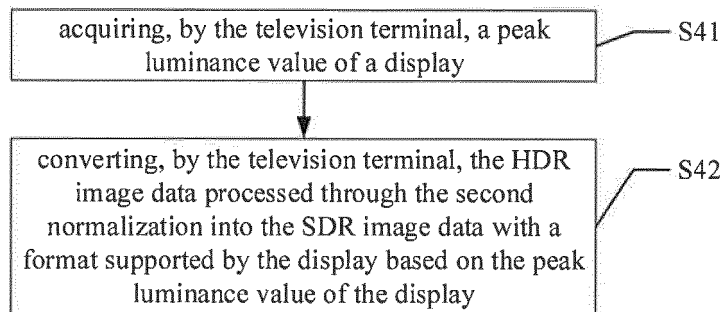 acquiring, by the television terminal, a peak
luminance value of a display
S41
converting, by the television terminal, the HDR
image data processed through the second
normalization into the SDR image data with a
format supported by the display based on the peak
luminance value of the display
S42